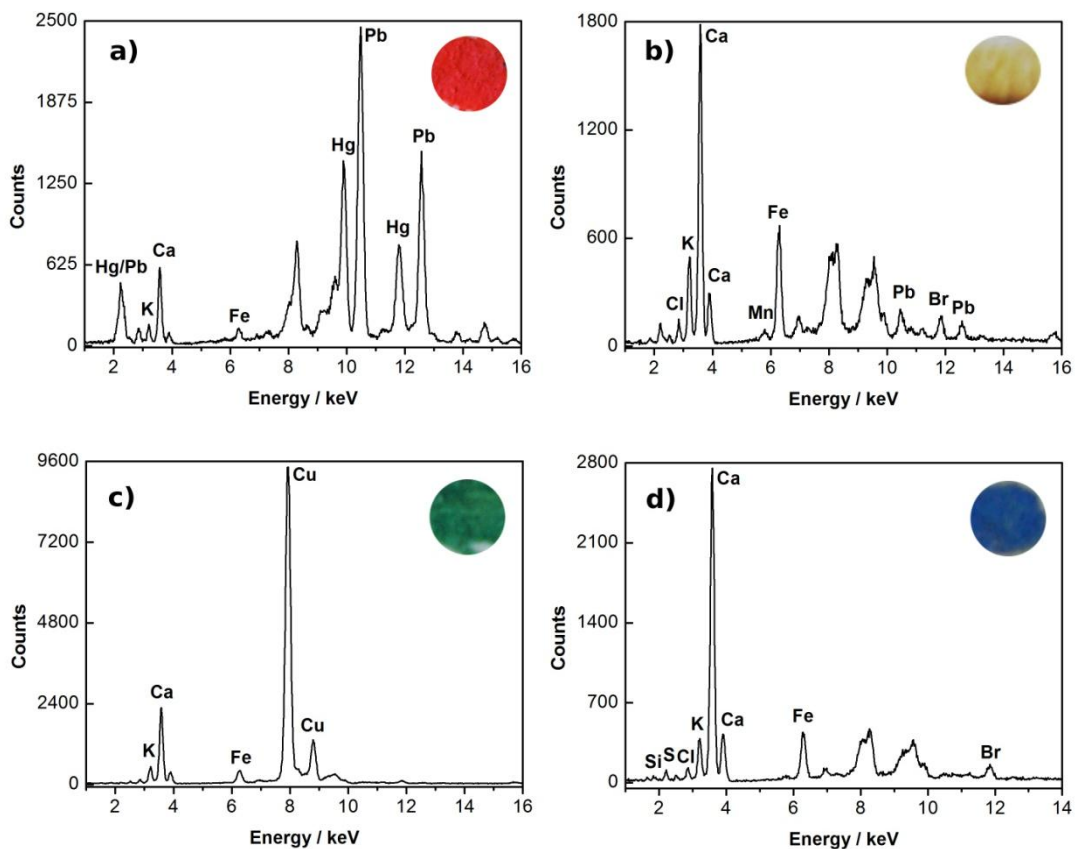 a)
2500
1875
1250
625
0
Counts
Hg/Pb
K
Ca
Fe
Hg
Pb
Hg
Pb
2 4 6 8 10 12 14 16
Energy / keV
b)
1800
1200
600
0
Counts
Cl
K
Ca
Ca
Mn
Fe
Pb
Br
Pb
2 4 6 8 10 12 14 16
Energy / keV
c)
9600
7200
4800
2400
0
Counts
K
Ca
Fe
Cu
Cu
2 4 6 8 10 12 14 16
Energy / keV
d)
2800
2100
1400
700
0
Counts
Si
S
Cl
K
Ca
Ca
Fe
Br
2 4 6 8 10 12 14
Energy / keV